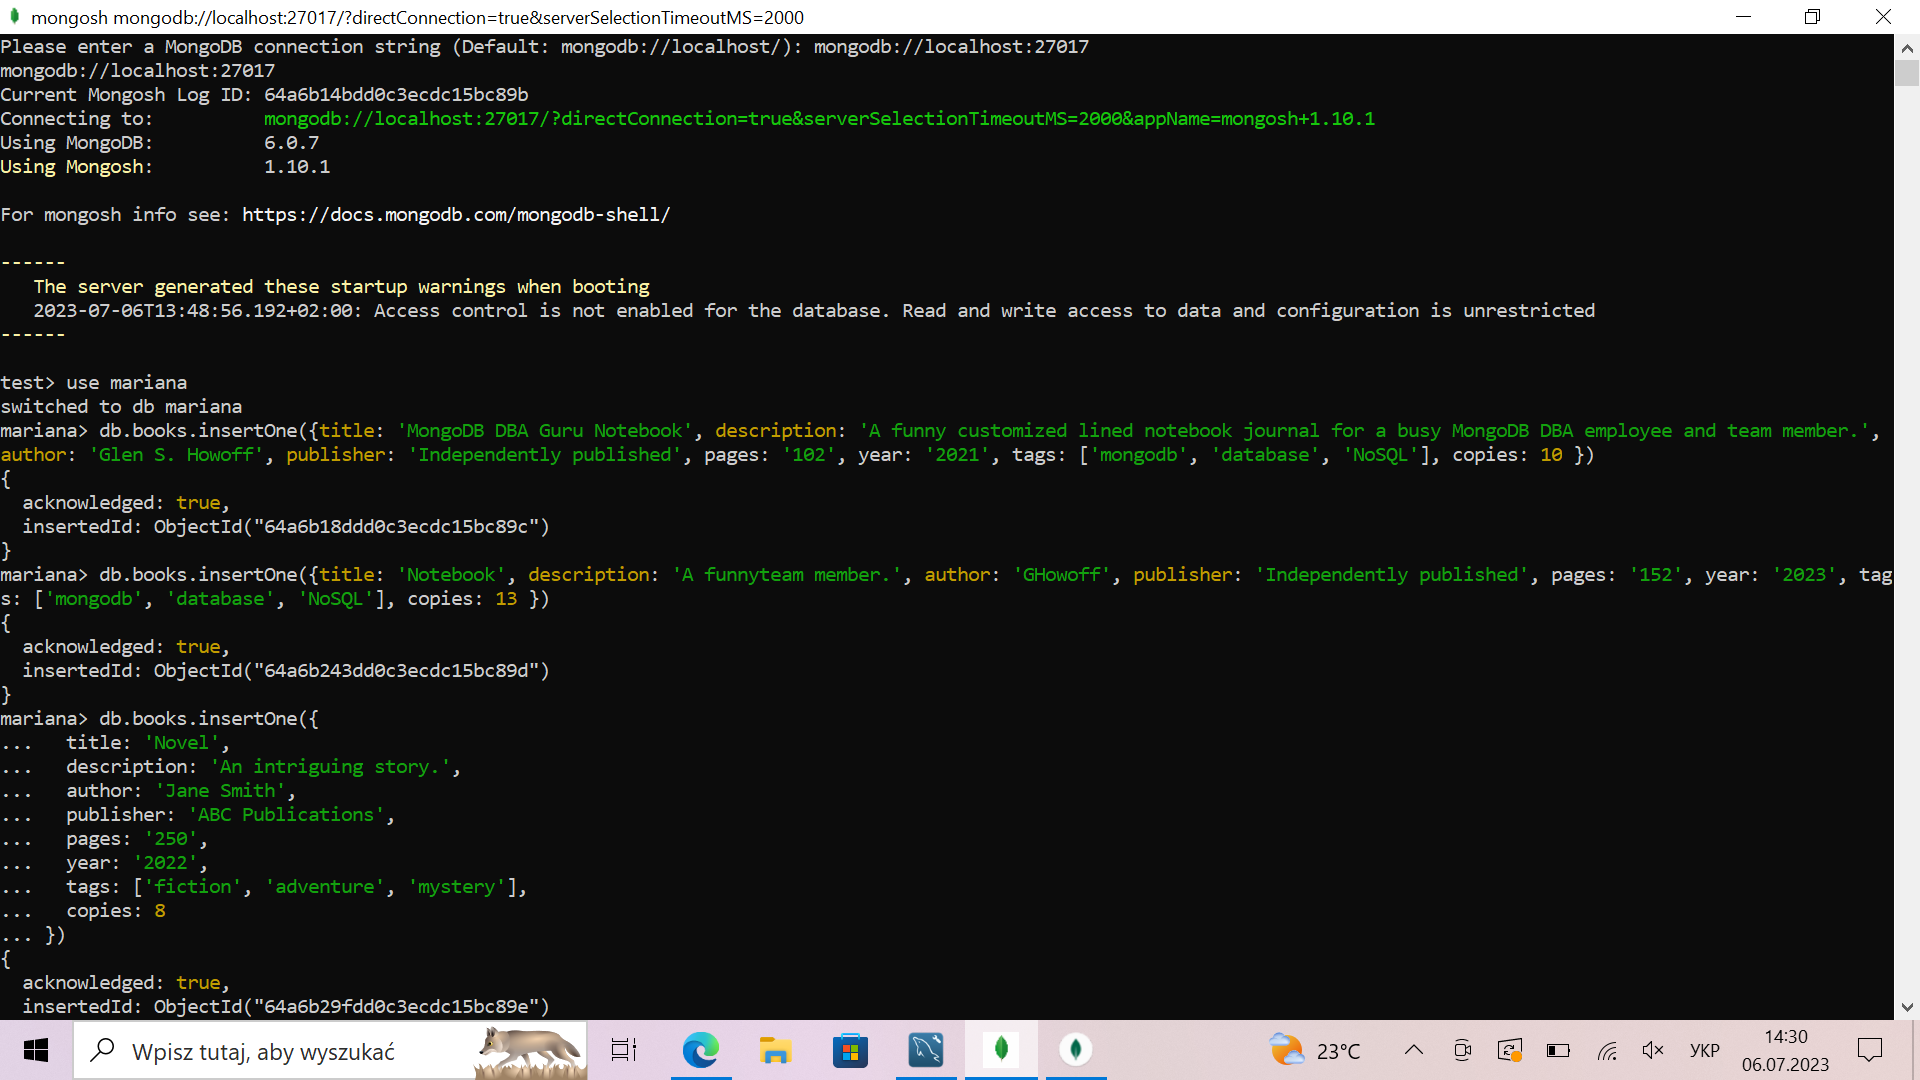 mongosh mongodb://localhost:27017/?directConnection=true&serverSelectionTimeoutMS=2000
Please enter a MongoDB connection string (Default: mongodb://localhost/): mongodb://localhost:27017
mongodb://localhost:27017
Current Mongosh Log ID: 64a6b14bdd0c3ecdc15bc89b
Connecting to:          mongodb://localhost:27017/?directConnection=true&serverSelectionTimeoutMS=2000&appName=mongosh+1.10.1
Using MongoDB:          6.0.7
Using Mongosh:          1.10.1
For mongosh info see: https://docs.mongodb.com/mongodb-shell/
------
   The server generated these startup warnings when booting
   2023-07-06T13:48:56.192+02:00: Access control is not enabled for the database. Read and write access to data and configuration is unrestricted
------
test> use mariana
switched to db mariana
mariana> db.books.insertOne({title: 'MongoDB DBA Guru Notebook', description: 'A funny customized lined notebook journal for a busy MongoDB DBA employee and team member.',
author: 'Glen S. Howoff', publisher: 'Independently published', pages: '102', year: '2021', tags: ['mongodb', 'database', 'NoSQL'], copies: 10 })
{
  acknowledged: true,
  insertedId: ObjectId("64a6b18ddd0c3ecdc15bc89c")
}
mariana> db.books.insertOne({title: 'Notebook', description: 'A funnyteam member.', author: 'GHowoff', publisher: 'Independently published', pages: '152', year: '2023', tag
s: ['mongodb', 'database', 'NoSQL'], copies: 13 })
{
  acknowledged: true,
  insertedId: ObjectId("64a6b243dd0c3ecdc15bc89d")
}
mariana> db.books.insertOne({
...   title: 'Novel',
...   description: 'An intriguing story.',
...   author: 'Jane Smith',
...   publisher: 'ABC Publications',
...   pages: '250',
...   year: '2022',
...   tags: ['fiction', 'adventure', 'mystery'],
...   copies: 8
... })
{
  acknowledged: true,
  insertedId: ObjectId("64a6b29fdd0c3ecdc15bc89e")
Wpisz tutaj, aby wyszukać
23°C
УКР
14:30
06.07.2023